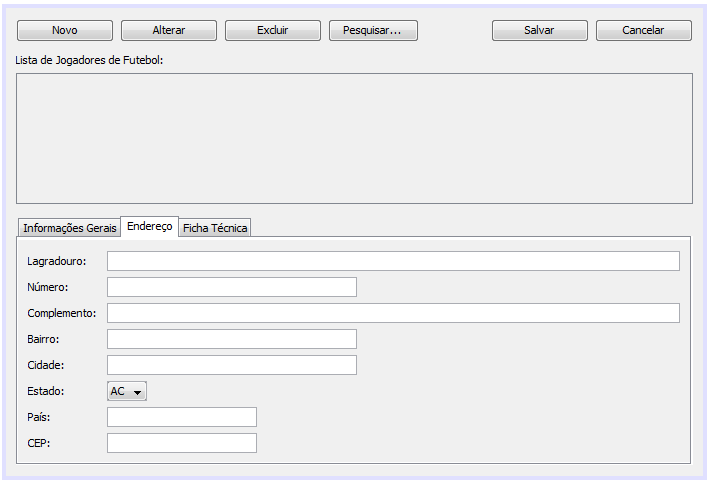 Novo Alterar Excluir Pesquisar... Salvar Cancelar
Lista de Jogadores de Futebol:
Informações Gerais Endereço Ficha Técnica
Lagradouro:
Número:
Complemento:
Bairro:
Cidade:
Estado: AC
País:
CEP: